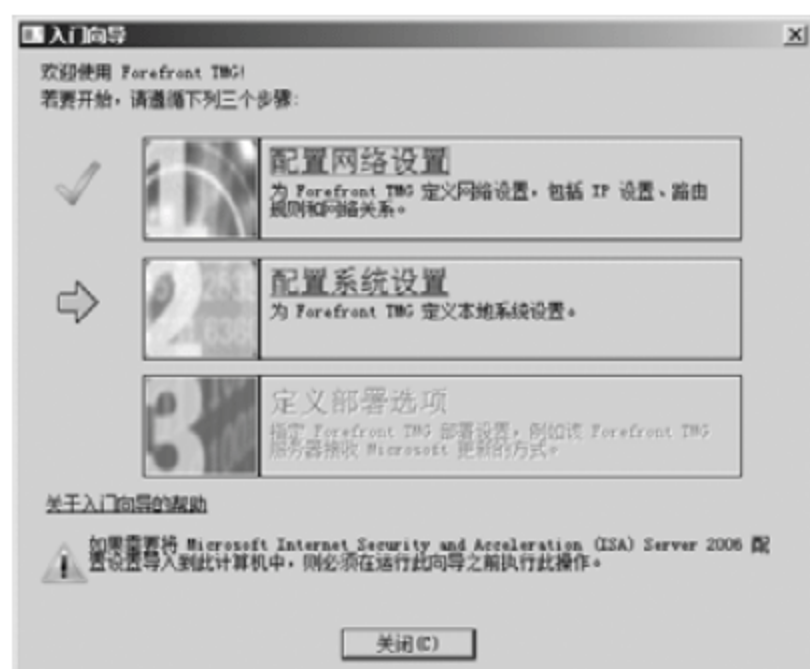 入门向导
欢迎使用 Forefront TMG!
若要开始，请遵循下列三个步骤:
配置网络设置
为 Forefront TMG 定义网络设置，包括 IP 设置、路由
规则和网络关系。
配置系统设置
为 Forefront TMG 定义本地系统设置。
定义部署选项
指定 Forefront TMG 部署设置，例如该 Forefront TMG
服务器接收 Microsoft 更新的方式。
关于入门向导的帮助
如果需要将 Microsoft Internet Security and Acceleration (ISA) Server 2006 配
置设置导入到此计算机中，则必须在运行此向导之前执行此操作。
关闭(C)